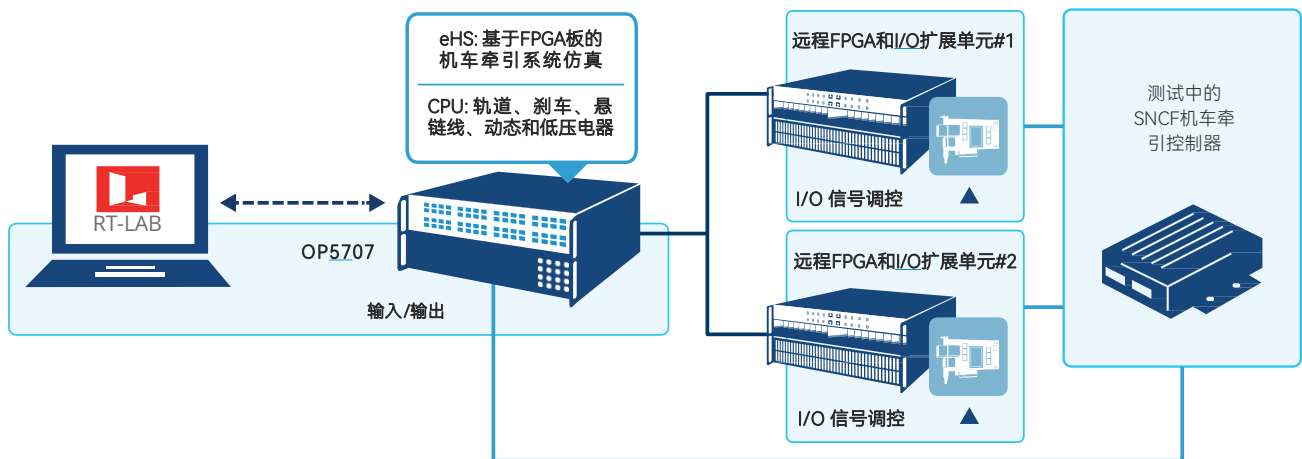 eHS: 基于FPGA板的
机车牵引系统仿真
CPU: 轨道、刹车、悬
链线、动态和低压电器
RT-LAB
OP5707
输入/输出
远程FPGA和I/O扩展单元#1
I/O 信号调控
远程FPGA和I/O扩展单元#2
I/O 信号调控
测试中的
SNCF机车牵
引控制器